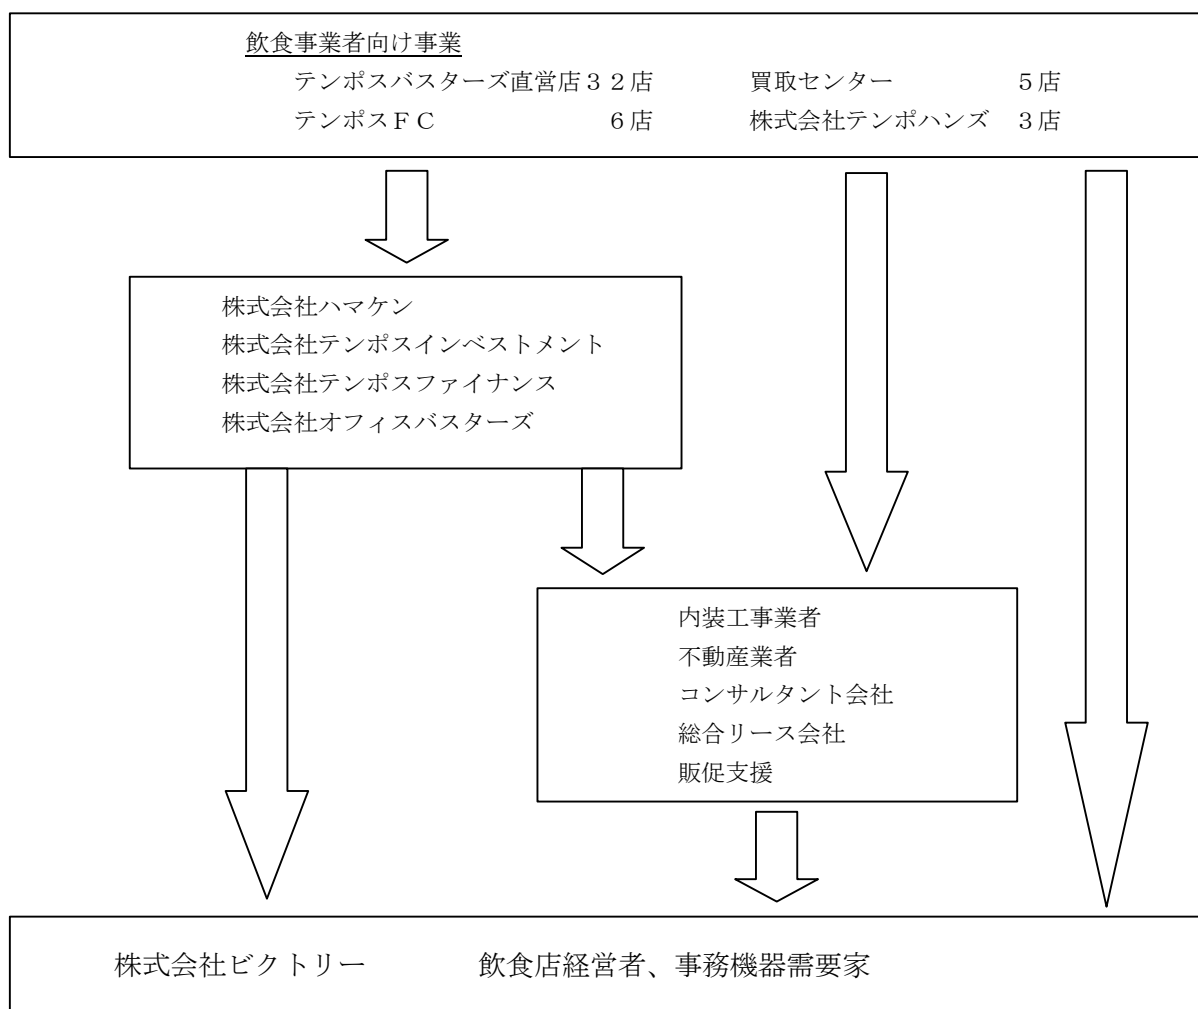 飲食事業者向け事業
テンポスバスターズ直営店３２店　買取センター　５店
テンポスＦＣ　６店　株式会社テンポハンズ　３店
株式会社ハマケン
株式会社テンポスインベストメント
株式会社テンポスファイナンス
株式会社オフィスバスターズ
内装工事業者
不動産業者
コンサルタント会社
総合リース会社
販促支援
株式会社ビクトリー　飲食店経営者、事務機器需要家